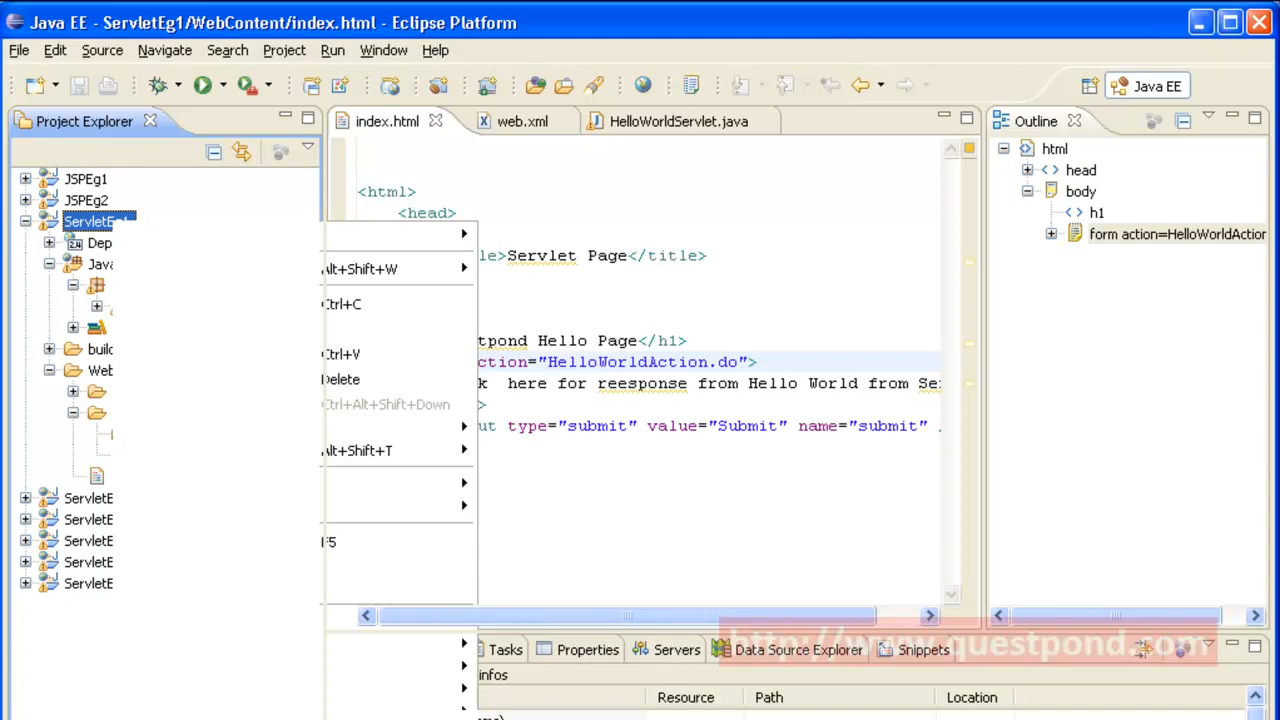 Java EE - ServletEg1/WebContent/index.html - Eclipse Platform
File Edit Source Navigate Search Project Run Window Help
Java EE
Project Explorer
index.html web.xml HelloWorldServlet.java
Outline
JSPEg1
JSPEg2
ServletEg1
Dep
Java
build
Web
ServletE
ServletE
ServletE
ServletE
ServletE
Alt+Shift+W
Ctrl+C
Ctrl+V
Delete
Ctrl+Alt+Shift+Down
Alt+Shift+T
F5
<html>
<head>
le>Servlet Page</title>
tpond Hello Page</h1>
ction="HelloWorldAction.do">
k here for reesponse from Hello World from Se
>
ut type="submit" value="Submit" name="submit"
html
head
body
h1
form action=HelloWorldAction
Tasks Properties Servers Data Source Explorer Snippets
http://www.questpond.com
infos
Resource Path Location